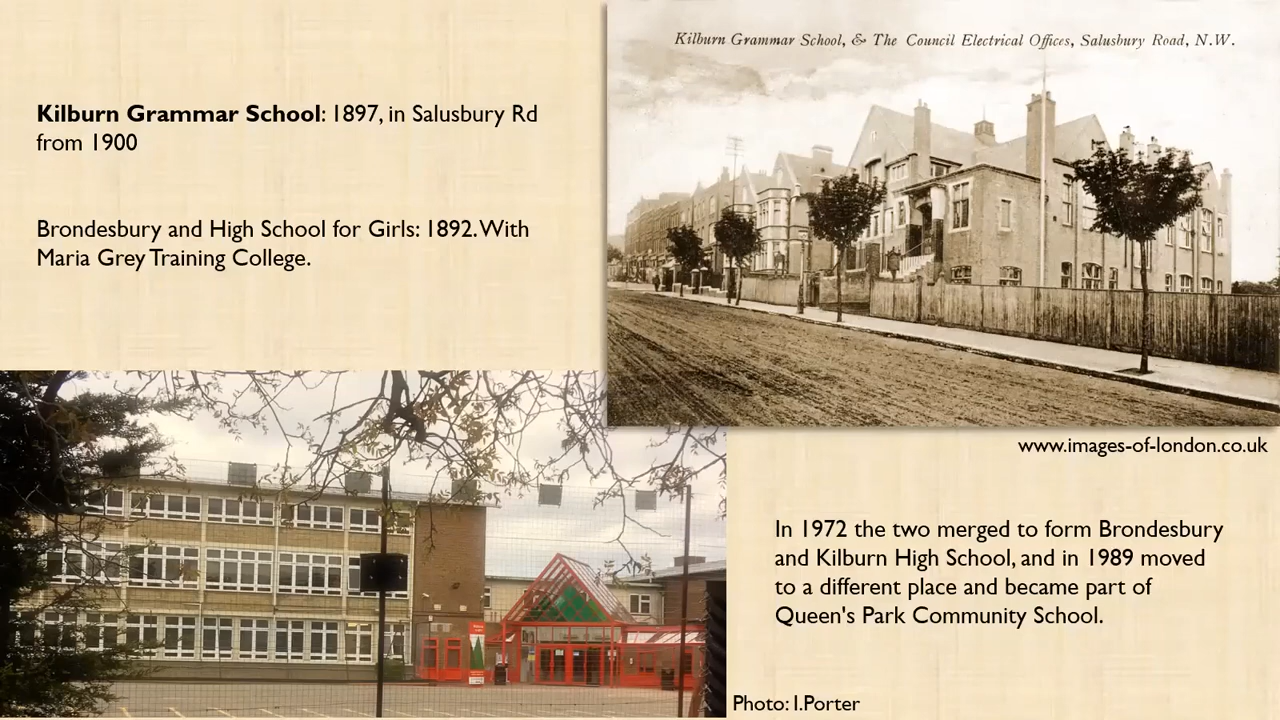 Kilburn Grammar School, & The Council Electrical Offices, Salusbury Road, N.W.
Kilburn Grammar School: 1897, in Salusbury Rd
from 1900
Brondesbury and High School for Girls: 1892. With
Maria Grey Training College.
www.images-of-london.co.uk
In 1972 the two merged to form Brondesbury
and Kilburn High School, and in 1989 moved
to a different place and became part of
Queen's Park Community School.
Photo: I.Porter